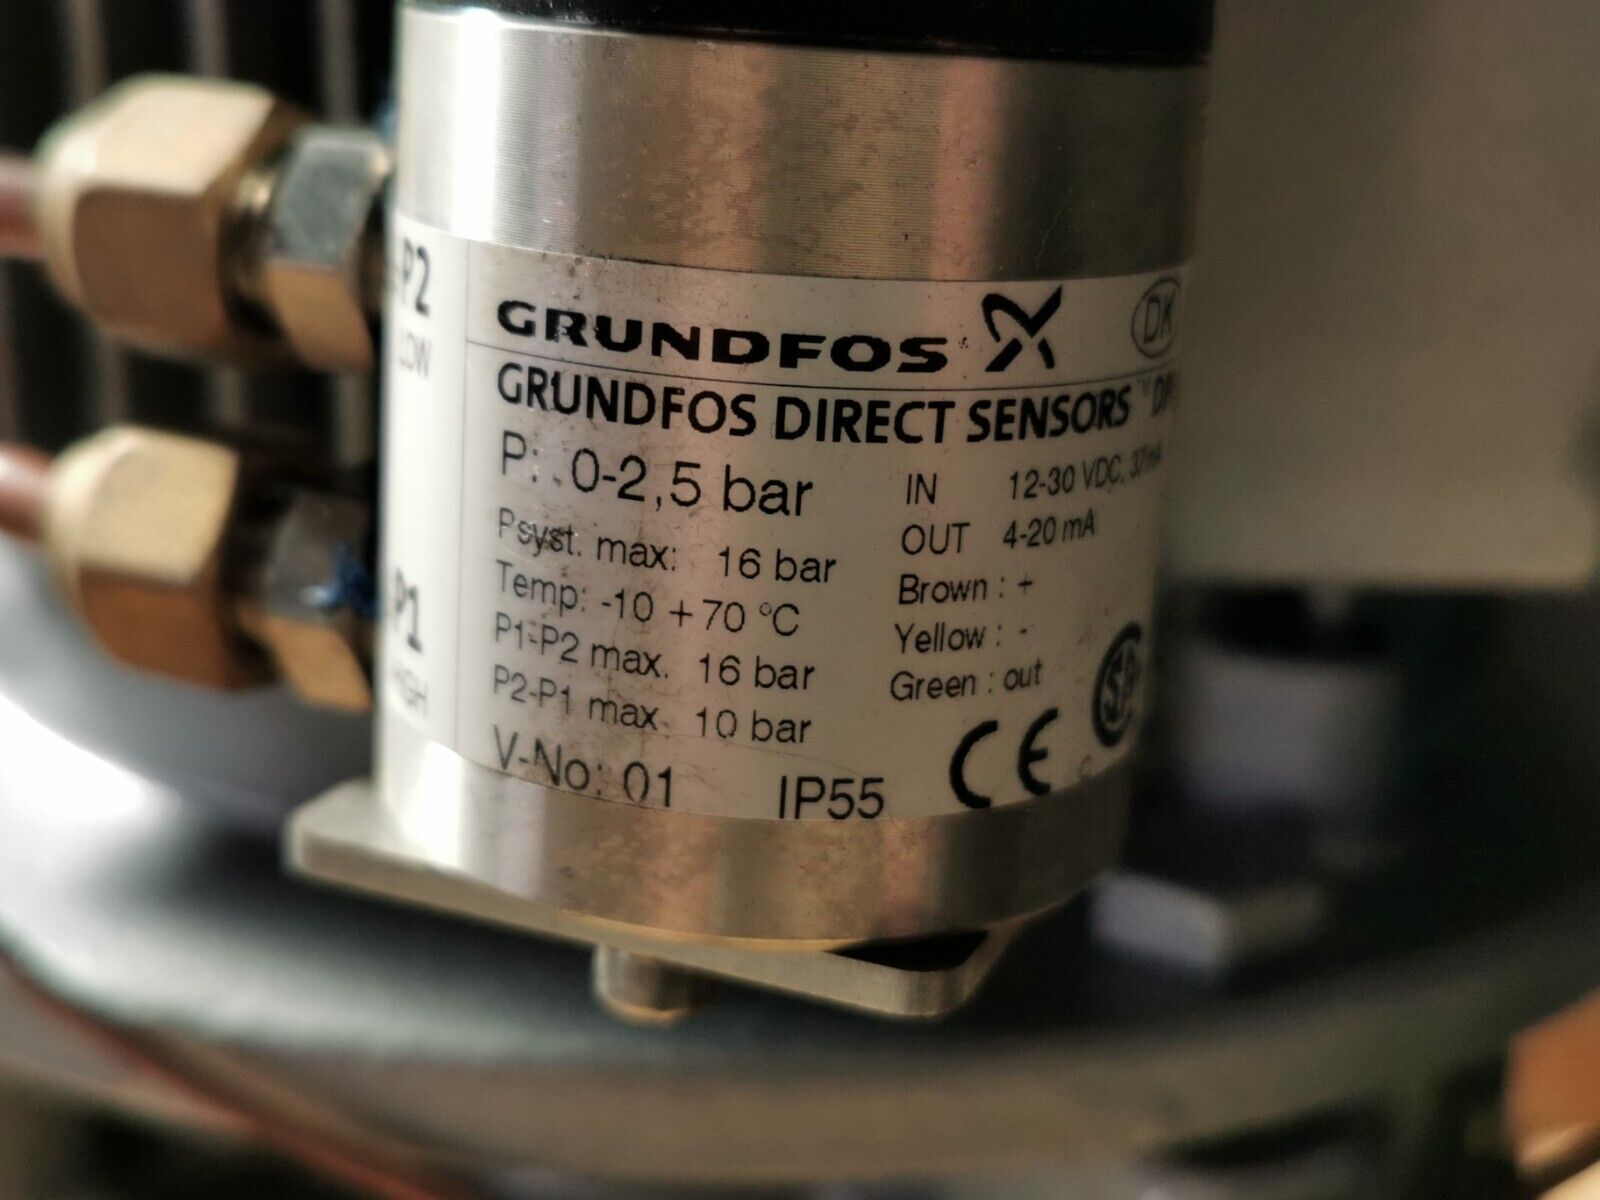 P2
LOW
P1
HIGH
GRUNDFOS
DK
GRUNDFOS DIRECT SENSORS™
P: 0-2,5 bar
Psyst. max: 16 bar
Temp: -10 +70 °C
P1-P2 max. 16 bar
P2-P1 max. 10 bar
V-No: 01
IP55
IN 12-30 VDC, 37mA
OUT 4-20 mA
Brown : +
Yellow : -
Green : out
CE